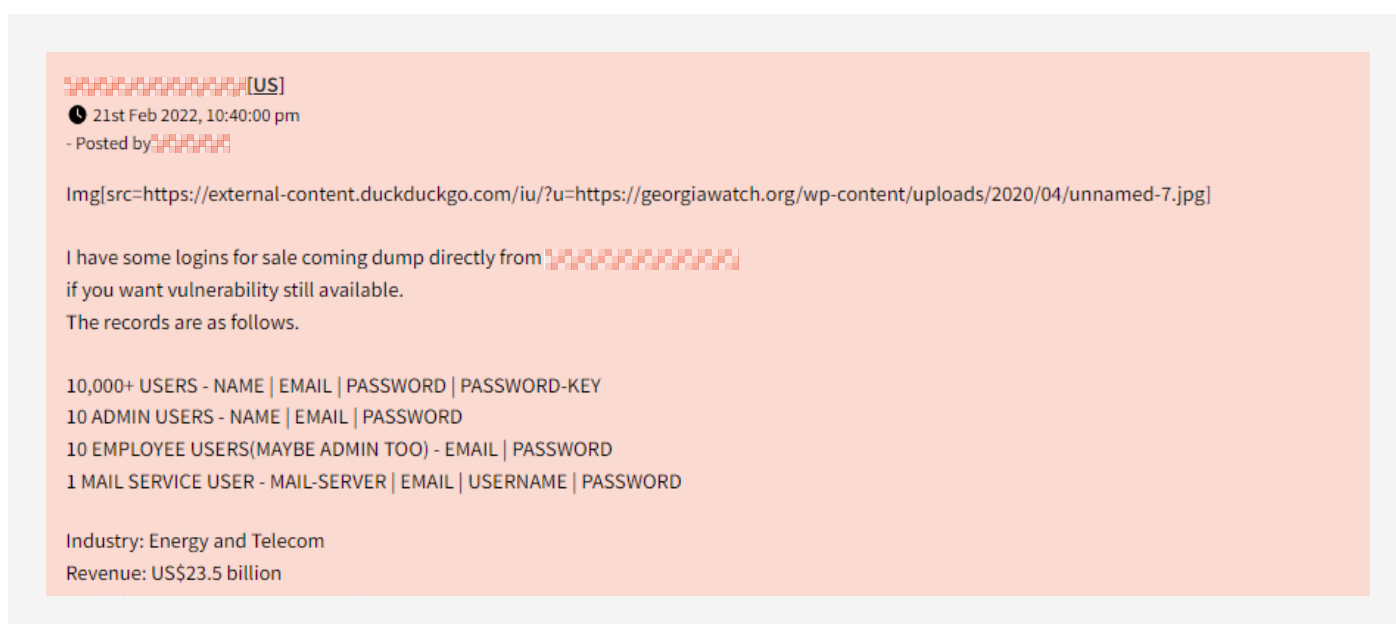 [US]
21st Feb 2022, 10:40:00 pm
- Posted by
Img[src=https://external-content.duckduckgo.com/iu/?u=https://georgiawatch.org/wp-content/uploads/2020/04/unnamed-7.jpg]
I have some logins for sale coming dump directly from
if you want vulnerability still available.
The records are as follows.
10,000+ USERS - NAME | EMAIL | PASSWORD | PASSWORD-KEY
10 ADMIN USERS - NAME | EMAIL | PASSWORD
10 EMPLOYEE USERS(MAYBE ADMIN TOO) - EMAIL | PASSWORD
1 MAIL SERVICE USER - MAIL-SERVER | EMAIL | USERNAME | PASSWORD
Industry: Energy and Telecom
Revenue: US$23.5 billion